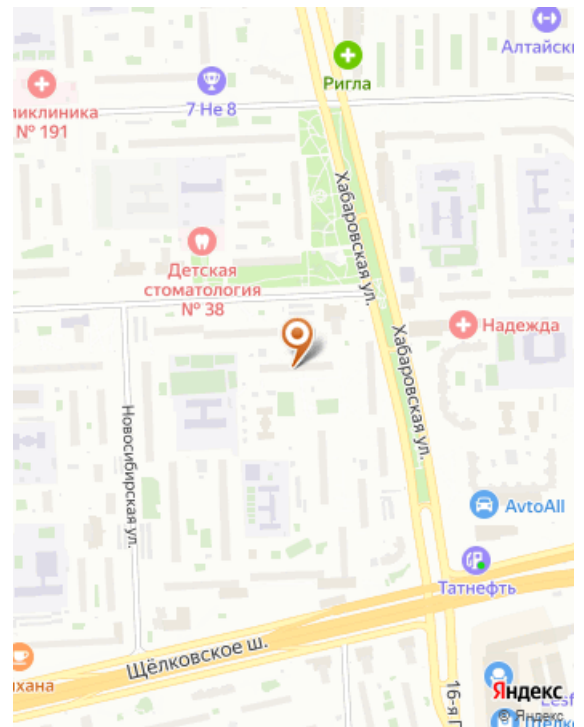 Алтайск
Ригла
7 Не 8
иклиника
№ 191
Хабаровская ул.
Детская
стоматология
№ 38
Надежда
Хабаровская ул.
Новосибирская ул.
AvtoAll
Татнефть
Щёлковское ш.
хана
16-я П
Яндекс
© Яндекс